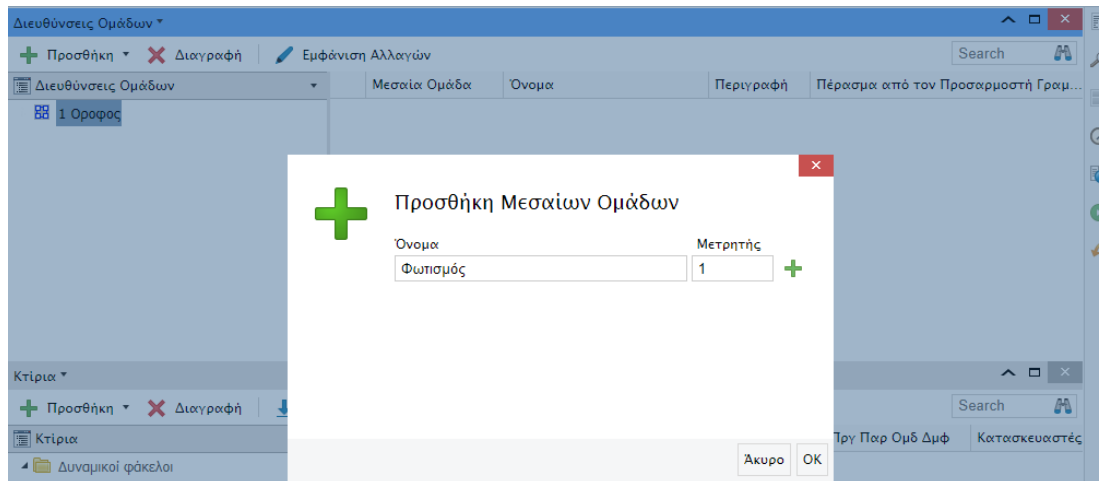 Διευθύνσεις Ομάδων
Προσθήκη Διαγραφή Εμφάνιση Αλλαγών Search
Διευθύνσεις Ομάδων Μεσαία Ομάδα Όνομα Περιγραφή Πέρασμα από τον Προσαρμοστή Γραμ...
1 Οροφος
Προσθήκη Μεσαίων Ομάδων
Όνομα Μετρητής
Φωτισμός 1
Κτίρια
Προσθήκη Διαγραφή Search
Κτίρια Πργ Παρ Ομδ Δμφ Κατασκευαστές
Δυναμικοί φάκελοι
Άκυρο OK